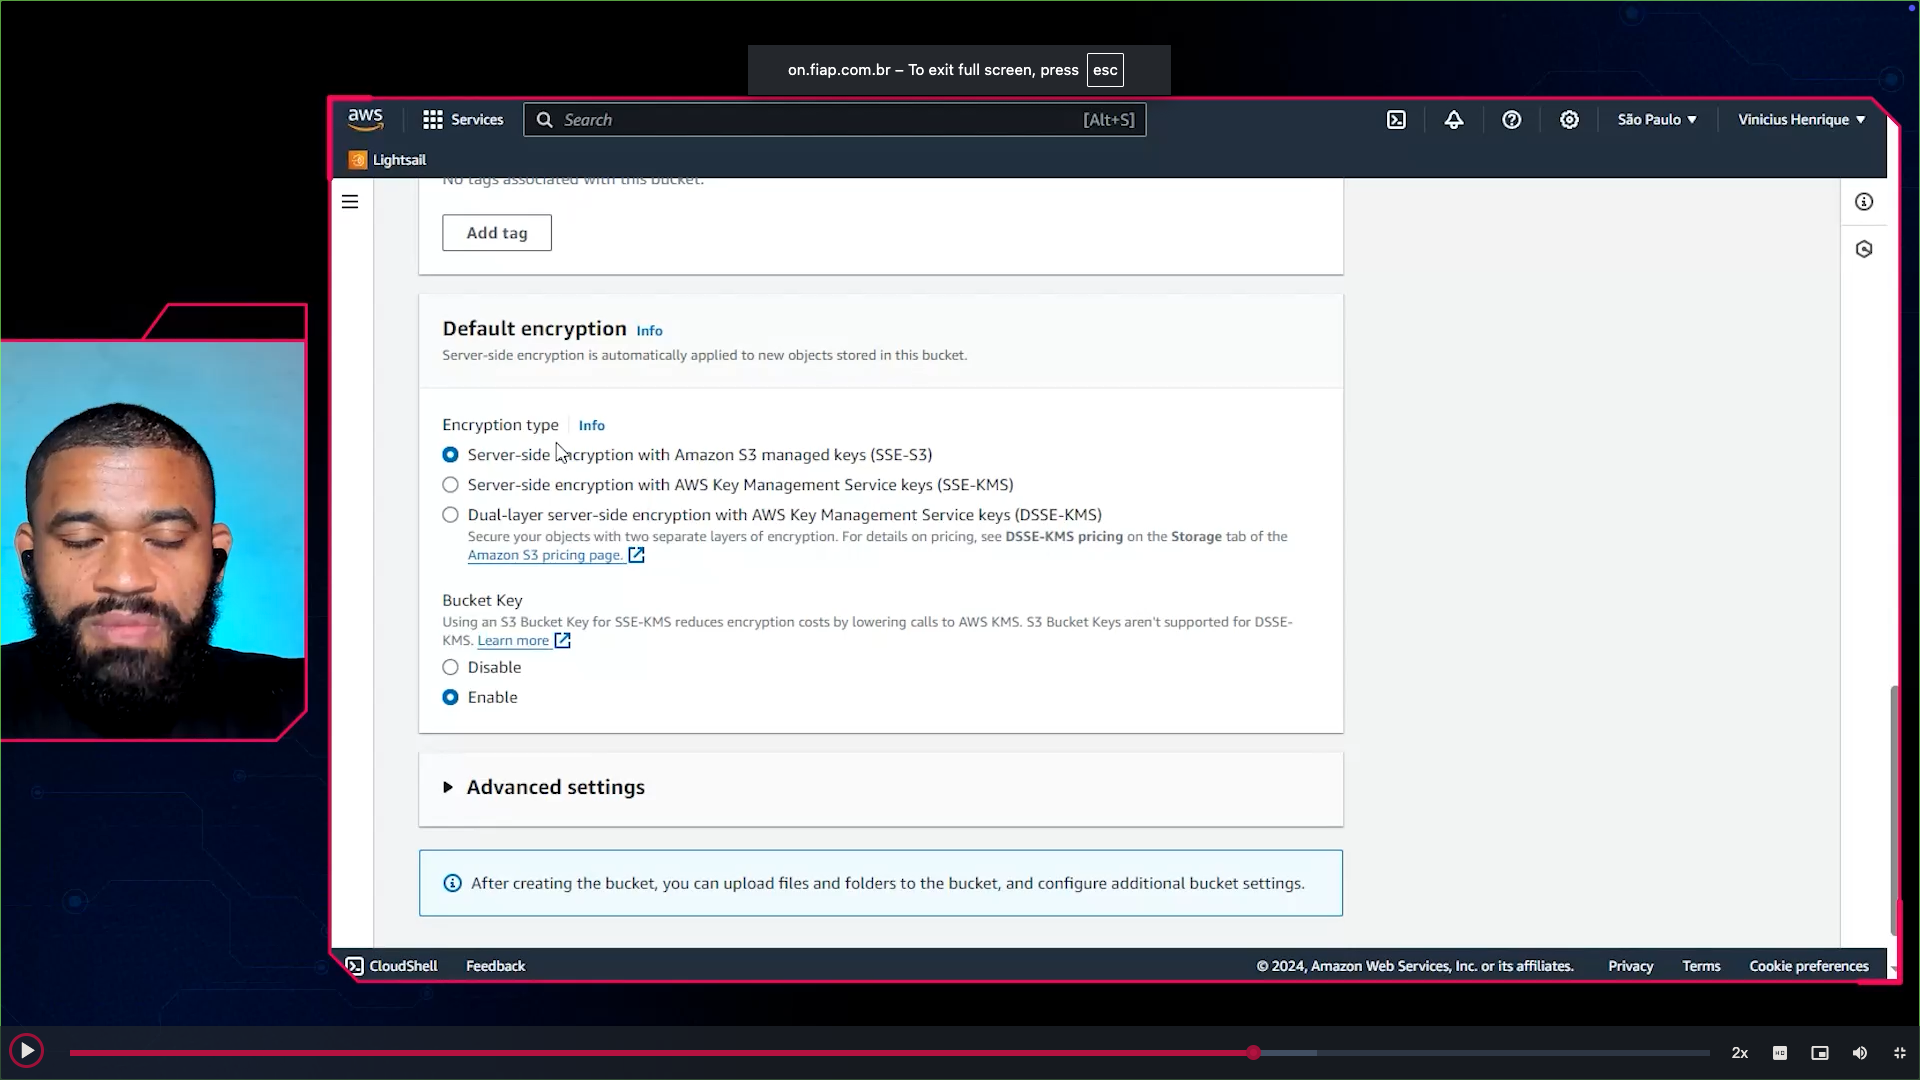 on.fiap.com.br – To exit full screen, press esc
aws Services Search [Alt+S] São Paulo Vinicius Henrique
Lightsail
No tags associated with this bucket.
Add tag
Default encryption Info
Server-side encryption is automatically applied to new objects stored in this bucket.
Encryption type Info
Server-side encryption with Amazon S3 managed keys (SSE-S3)
Server-side encryption with AWS Key Management Service keys (SSE-KMS)
Dual-layer server-side encryption with AWS Key Management Service keys (DSSE-KMS)
Secure your objects with two separate layers of encryption. For details on pricing, see DSSE-KMS pricing on the Storage tab of the
Amazon S3 pricing page.
Bucket Key
Using an S3 Bucket Key for SSE-KMS reduces encryption costs by lowering calls to AWS KMS. S3 Bucket Keys aren't supported for DSSE-
KMS. Learn more
Disable
Enable
Advanced settings
After creating the bucket, you can upload files and folders to the bucket, and configure additional bucket settings.
CloudShell Feedback © 2024, Amazon Web Services, Inc. or its affiliates. Privacy Terms Cookie preferences
2x HD